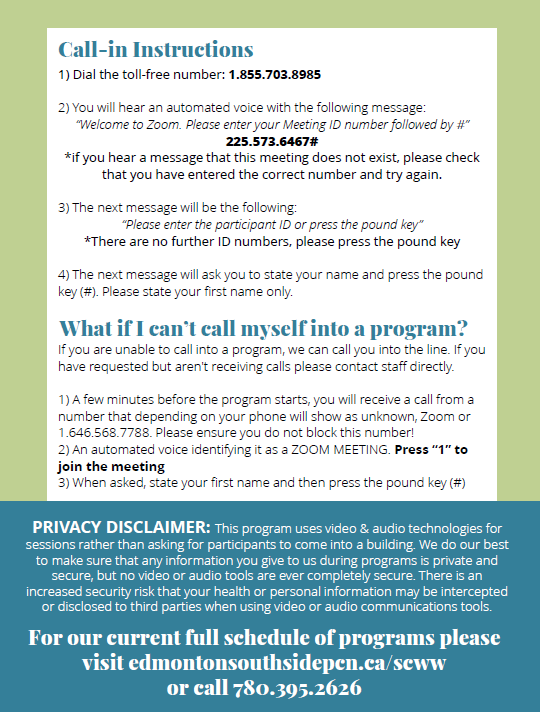 Call-in Instructions
1) Dial the toll-free number: 1.855.703.8985
2) You will hear an automated voice with the following message:
“Welcome to Zoom. Please enter your Meeting ID number followed by #”
225.573.6467#
*if you hear a message that this meeting does not exist, please check
that you have entered the correct number and try again.
3) The next message will be the following:
“Please enter the participant ID or press the pound key”
*There are no further ID numbers, please press the pound key
4) The next message will ask you to state your name and press the pound
key (#). Please state your first name only.
What if I can’t call myself into a program?
If you are unable to call into a program, we can call you into the line. If you
have requested but aren't receiving calls please contact staff directly.
1) A few minutes before the program starts, you will receive a call from a
number that depending on your phone will show as unknown, Zoom or
1.646.568.7788. Please ensure you do not block this number!
2) An automated voice identifying it as a ZOOM MEETING. Press “1” to
join the meeting
3) When asked, state your first name and then press the pound key (#)
PRIVACY DISCLAIMER: This program uses video & audio technologies for
sessions rather than asking for participants to come into a building. We do our best
to make sure that any information you give to us during programs is private and
secure, but no video or audio tools are ever completely secure. There is an
increased security risk that your health or personal information may be intercepted
or disclosed to third parties when using video or audio communications tools.
For our current full schedule of programs please
visit edmontonsouthsidepcn.ca/scww
or call 780.395.2626